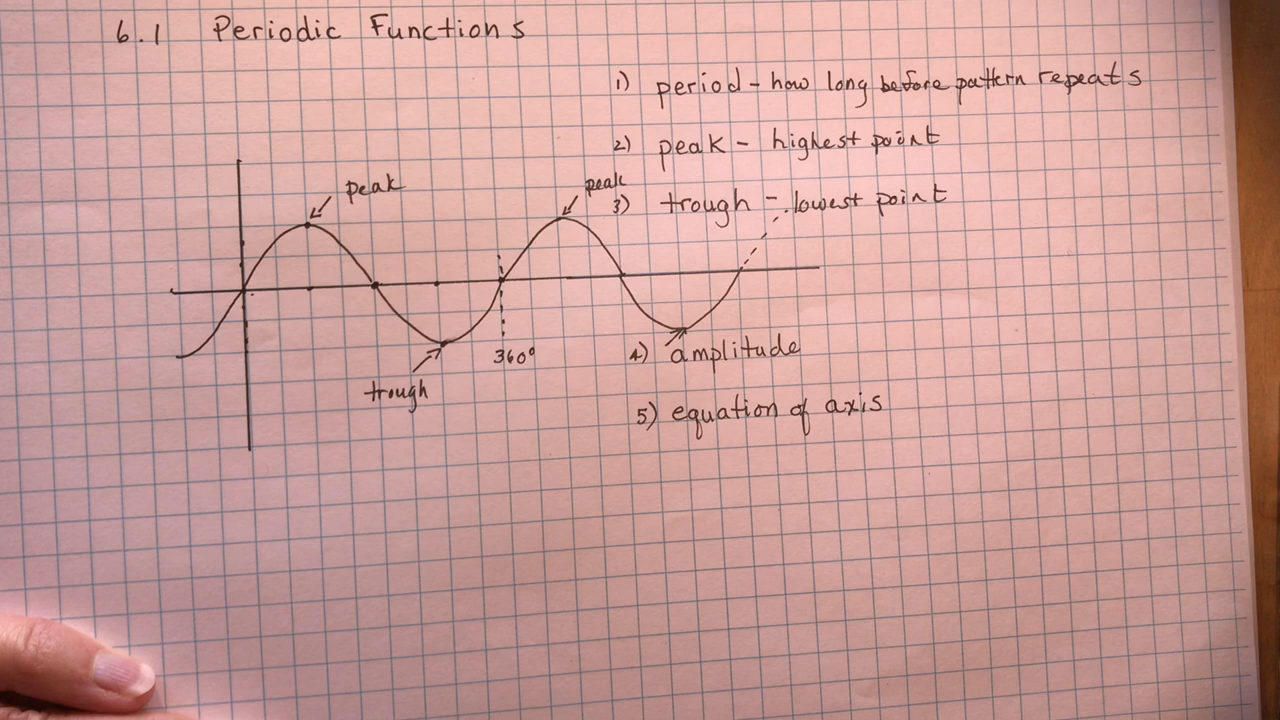 6.1 Periodic Functions
1) period - how long before pattern repeats
2) peak - highest point
3) trough - lowest point
peak
peak
trough
360°
4) amplitude
5) equation of axis